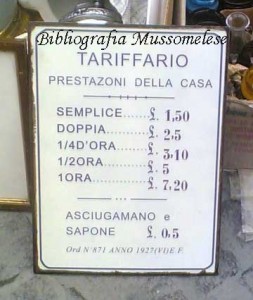 Bibliografia Mussomelese
TARIFFARIO
PRESTAZONI DELLA CASA
SEMPLICE....... £. 1,50
DOPPIA......... £. 2,5
1/4D'ORA...... £. 3,10
1/2ORA......... £. 5
1ORA............ £. 7,20
ASCIUGAMANO e
SAPONE £. 0,5
Ord N 871 ANNO 1927(VI)E.F.